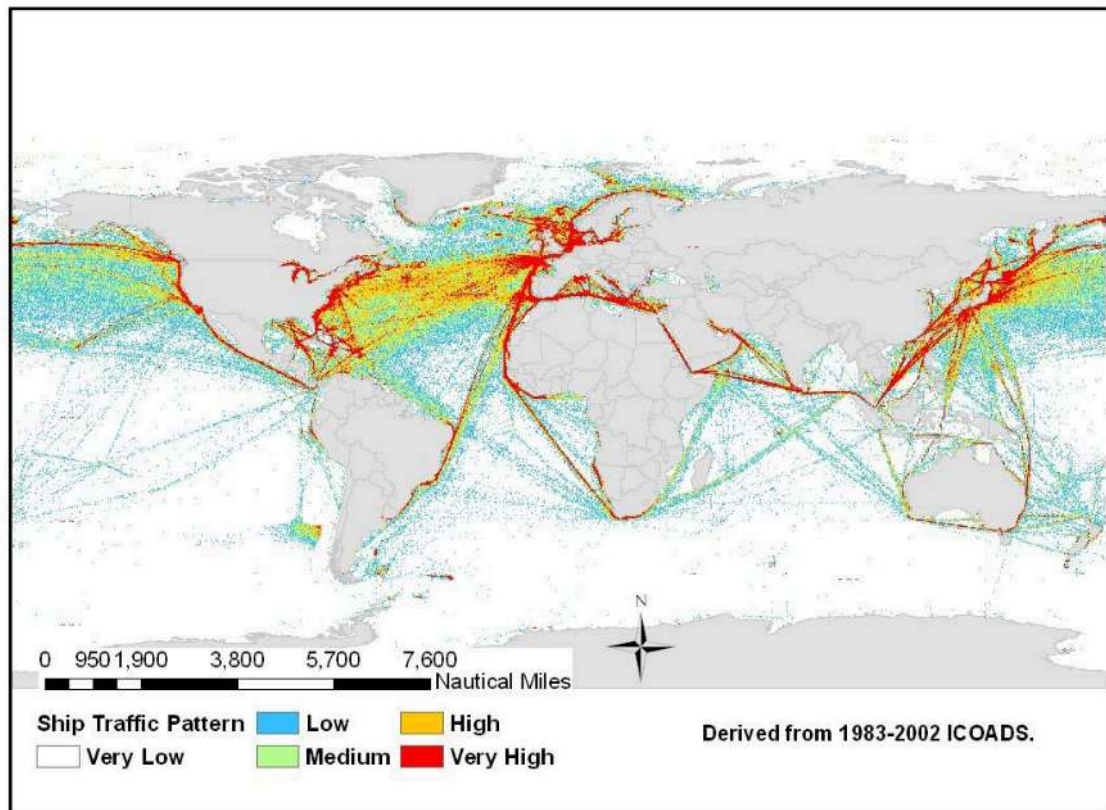 N
0 950 1,900 3,800 5,700 7,600
Nautical Miles
Ship Traffic Pattern
Low
High
Very Low
Medium
Very High
Derived from 1983-2002 ICOADS.